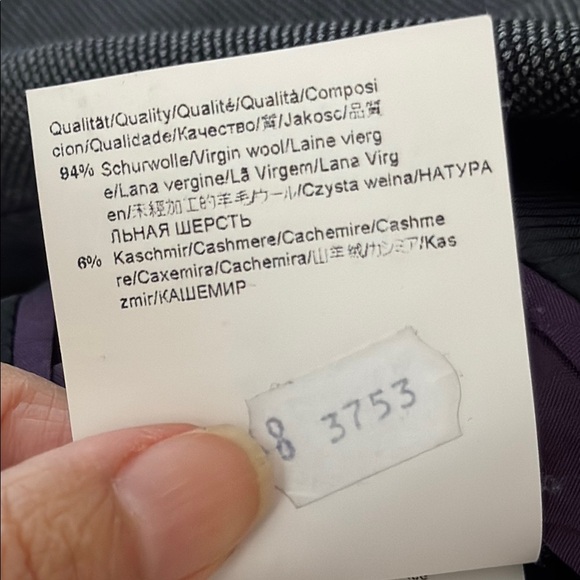 Qualität/Quality/Qualité/Qualità/Composi
cion/Qualidade/Качество/質/Jakosc/品質
94% Schurwolle/Virgin wool/Laine vierg
e/Lana vergine/Lã Virgem/Lana Virg
en/未經加工的羊毛/ウール/Czysta welna/НАТУРА
ЛЬНАЯ ШЕРСТЬ
6% Kaschmir/Cashmere/Cachemire/Cashme
re/Caxemira/Cachemira/山羊絨/カシミア/Kas
zmir/КАШЕМИР
8 3753